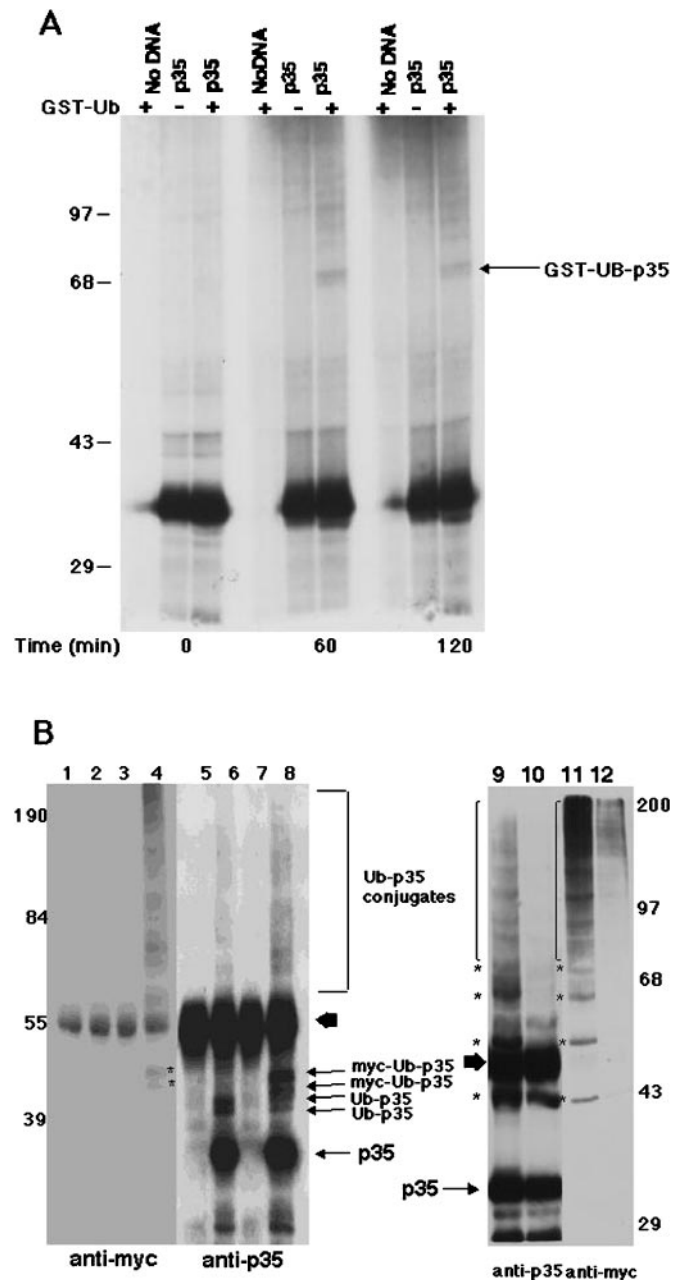 A
No DNA p35 p35 NoDNA p35 p35 No DNA p35 p35
GST-Ub + - + + - + + - +
97
68
43
29
GST-UB-p35
Time (min) 0 60 120
B
1 2 3 4 5 6 7 8
190
84
55
39
Ub-p35
conjugates
myc-Ub-p35
myc-Ub-p35
Ub-p35
Ub-p35
p35
anti-myc anti-p35
9 10 11 12
200
97
68
43
29
* *
* *
* *
* *
*
*
p35
anti-p35 anti-myc